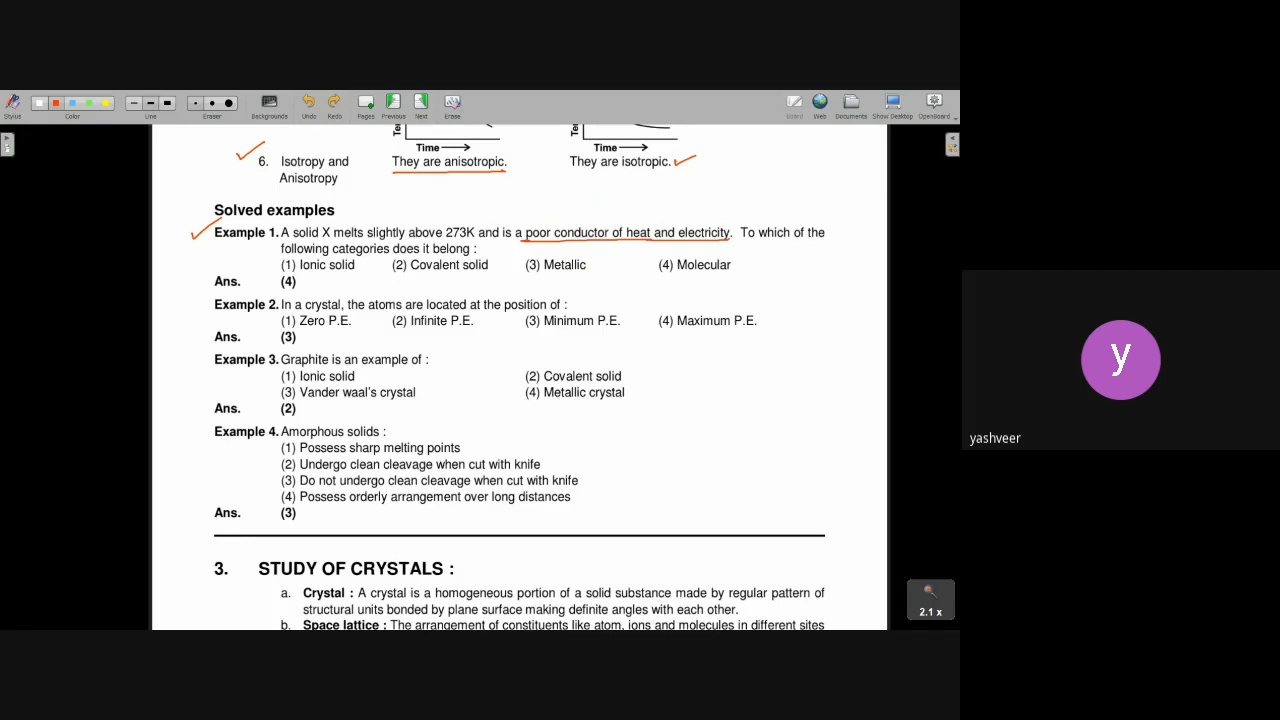 Stylus Color Line Eraser Backgrounds Undo Redo Pages Previous Next Erase Board Web Documents Show Desktop OpenBoard
Time Time
6. Isotropy and They are anisotropic. They are isotropic.
Anisotropy
Solved examples
Example 1. A solid X melts slightly above 273K and is a poor conductor of heat and electricity. To which of the
following categories does it belong :
(1) Ionic solid (2) Covalent solid (3) Metallic (4) Molecular
Ans. (4)
Example 2. In a crystal, the atoms are located at the position of :
(1) Zero P.E. (2) Infinite P.E. (3) Minimum P.E. (4) Maximum P.E.
Ans. (3)
Example 3. Graphite is an example of :
(1) Ionic solid (2) Covalent solid
(3) Vander waal's crystal (4) Metallic crystal
Ans. (2)
Example 4. Amorphous solids :
(1) Possess sharp melting points
(2) Undergo clean cleavage when cut with knife
(3) Do not undergo clean cleavage when cut with knife
(4) Possess orderly arrangement over long distances
Ans. (3)
3. STUDY OF CRYSTALS :
a. Crystal : A crystal is a homogeneous portion of a solid substance made by regular pattern of
structural units bonded by plane surface making definite angles with each other.
b. Space lattice : The arrangement of constituents like atom, ions and molecules in different sites
2.1 x
y
yashveer